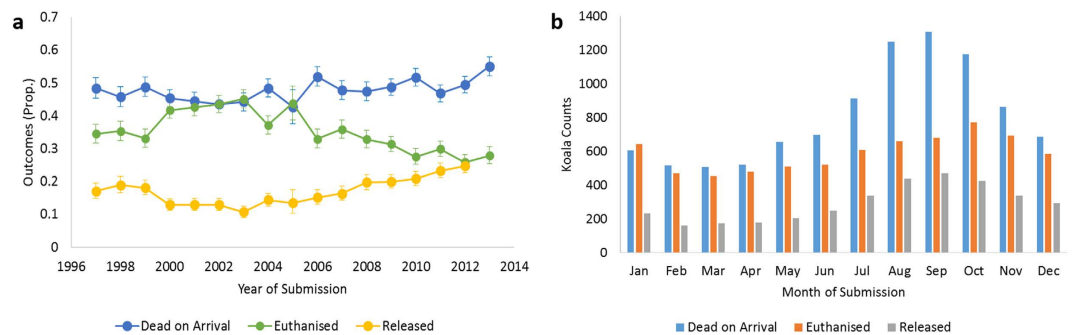 a
0.7
0.6
0.5
0.4
0.3
0.2
0.1
0
Outcomes (Prop.)
1996 1998 2000 2002 2004 2006 2008 2010 2012 2014
Year of Submission
Dead on Arrival Euthanised Released
b
1400
1200
1000
800
600
400
200
0
Koala Counts
Jan Feb Mar Apr May Jun Jul Aug Sep Oct Nov Dec
Month of Submission
Dead on Arrival Euthanised Released